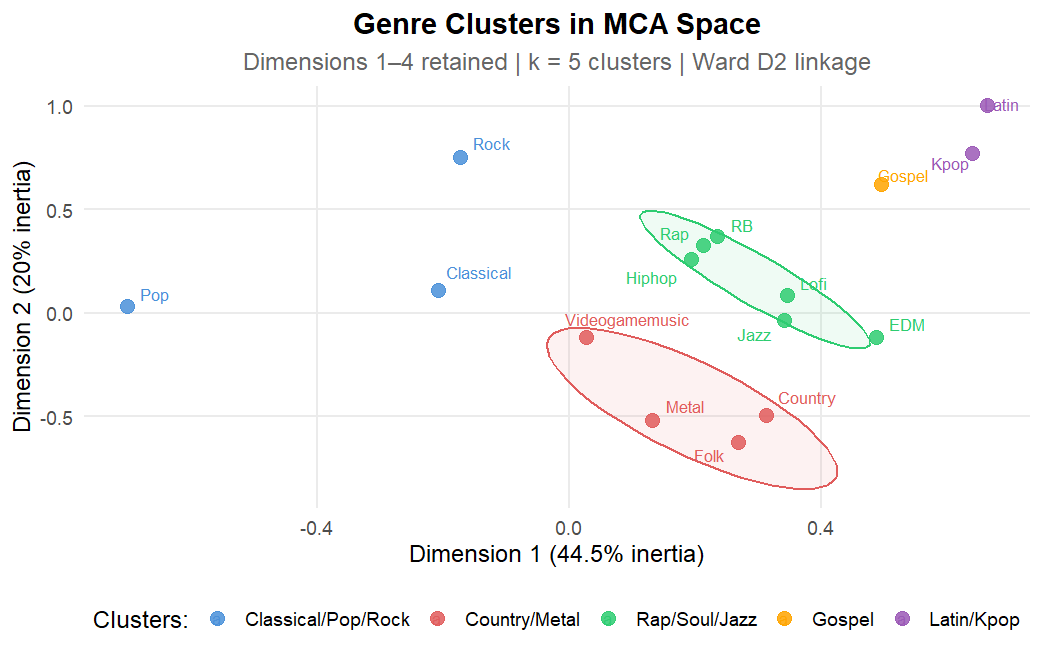 Genre Clusters in MCA Space
Dimensions 1–4 retained | k = 5 clusters | Ward D2 linkage
Dimension 2 (20% inertia)
1.0
0.5
0.0
-0.5
Latin
Rock
Kpop
Gospel
RB
Rap
Classical
Hiphop
Lofi
Pop
Videogamemusic
EDM
Jazz
Country
Metal
Folk
-0.4
0.0
0.4
Dimension 1 (44.5% inertia)
Clusters: Classical/Pop/Rock Country/Metal Rap/Soul/Jazz Gospel Latin/Kpop